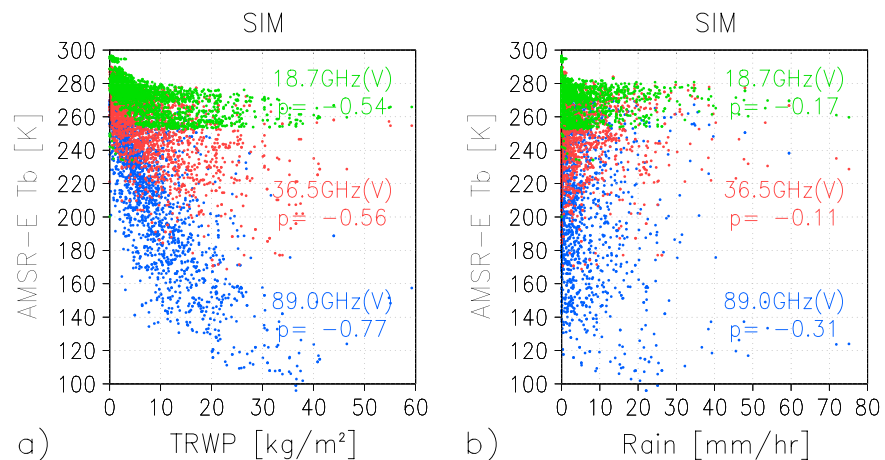 SIM
300
280
260
240
220
200
180
160
140
120
100
AMSR−E Tb [K]
18.7GHz(V)
p= −0.54
36.5GHz(V)
p= −0.56
89.0GHz(V)
p= −0.77
0 10 20 30 40 50 60
a) TRWP [kg/m²]
SIM
300
280
260
240
220
200
180
160
140
120
100
AMSR−E Tb [K]
18.7GHz(V)
p= −0.17
36.5GHz(V)
p= −0.11
89.0GHz(V)
p= −0.31
0 10 20 30 40 50 60 70 80
b) Rain [mm/hr]